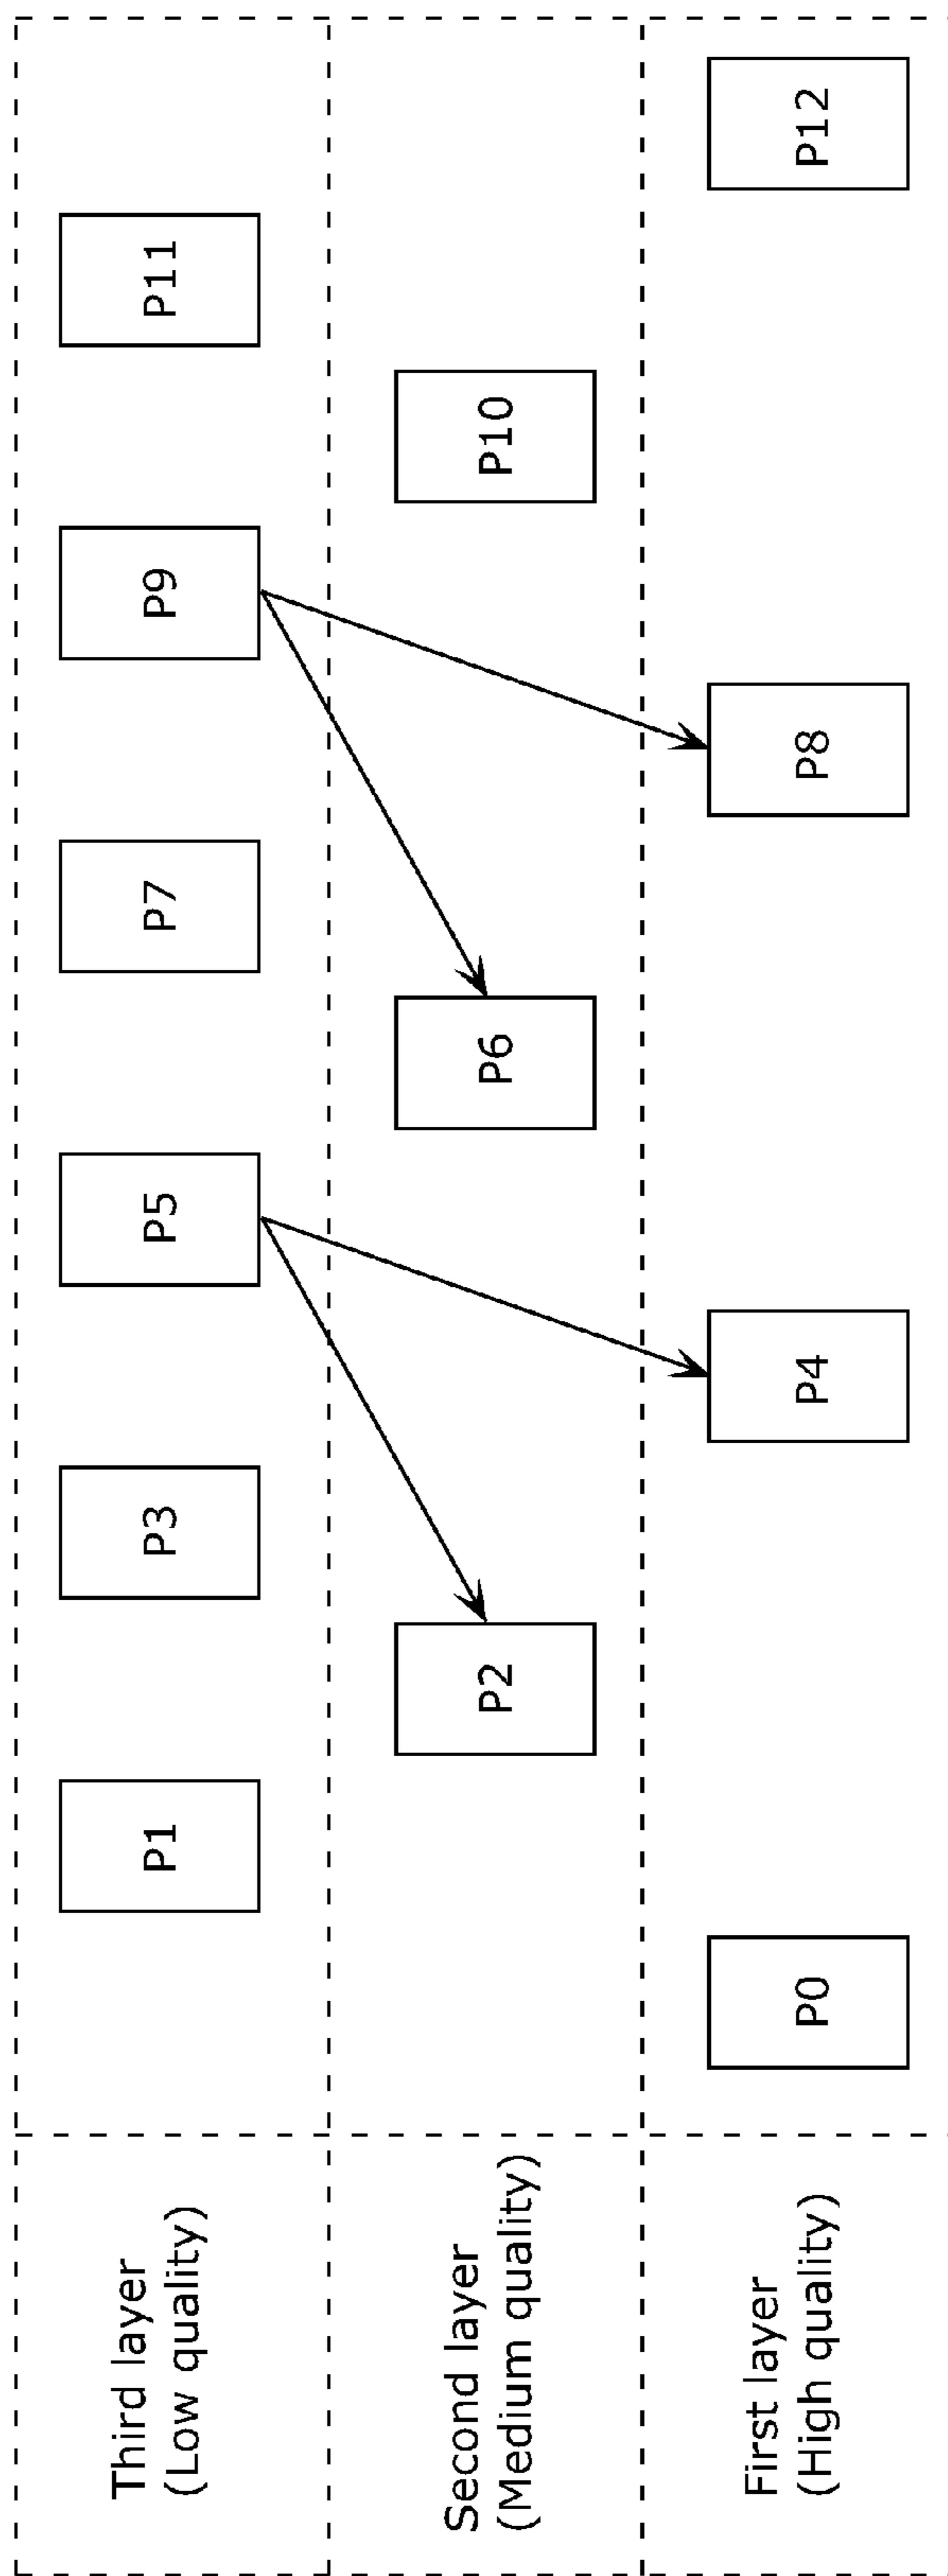 Third layer
(Low quality)
P1
P3
P5
P7
P9
P11
Second layer
(Medium quality)
P2
P6
P10
First layer
(High quality)
P0
P4
P8
P12